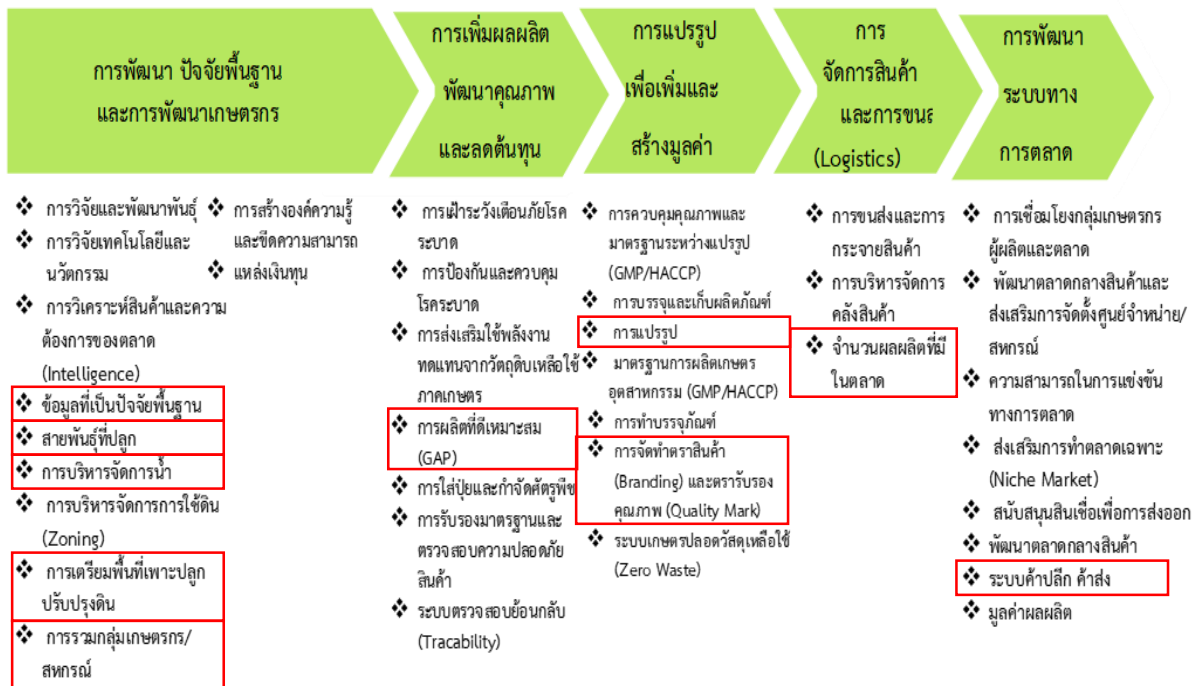 การพัฒนา ปัจจัยพื้นฐาน
และการพัฒนาเกษตรกร
การเพิ่มผลผลิต
พัฒนาคุณภาพ
และลดต้นทุน
การแปรรูป
เพื่อเพิ่มและ
สร้างมูลค่า
การ
จัดการสินค้า
และการขนส
(Logistics)
การพัฒนา
ระบบทาง
การตลาด
❖ การวิจัยและพัฒนาพันธุ์
❖ การวิจัยเทคโนโลยีและ
นวัตกรรม
❖ การวิเคราะห์สินค้าและความ
ต้องการของตลาด
(Intelligence)
❖ ข้อมูลที่เป็นปัจจัยพื้นฐาน
❖ สายพันธุ์ที่ปลูก
❖ การบริหารจัดการน้ำ
❖ การบริหารจัดการการใช้ดิน
(Zoning)
❖ การเตรียมพื้นที่เพาะปลูก
ปรับปรุงดิน
❖ การรวมกลุ่มเกษตรกร/
สหกรณ์
❖ การสร้างองค์ความรู้
และขีดความสามารถ
❖ แหล่งเงินทุน
❖ การเฝ้าระวังเตือนภัยโรค
ระบาด
❖ การป้องกันและควบคุม
โรคระบาด
❖ การส่งเสริมใช้พลังงาน
ทดแทนจากวัตถุดิบเหลือใช้
ภาคเกษตร
❖ การผลิตที่ดีเหมาะสม
(GAP)
❖ การใส่ปุ๋ยและกำจัดศัตรูพืช
❖ การรับรองมาตรฐานและ
ตรวจสอบความปลอดภัย
สินค้า
❖ ระบบตรวจสอบย้อนกลับ
(Tracability)
❖ การควบคุมคุณภาพและ
มาตรฐานระหว่างแปรรูป
(GMP/HACCP)
❖ การบรรจุและเก็บผลิตภัณฑ์
❖ การแปรรูป
❖ มาตรฐานการผลิตเกษตร
อุตสาหกรรม (GMP/HACCP)
❖ การทำบรรจุภัณฑ์
❖ การจัดทำตราสินค้า
(Branding) และตรารับรอง
คุณภาพ (Quality Mark)
❖ ระบบเกษตรปลอดวัสดุเหลือใช้
(Zero Waste)
❖ การขนส่งและการ
กระจายสินค้า
❖ การบริหารจัดการ
คลังสินค้า
❖ จำนวนผลผลิตที่มี
ในตลาด
❖ การเชื่อมโยงกลุ่มเกษตรกร
ผู้ผลิตและตลาด
❖ พัฒนาตลาดกลางสินค้าและ
ส่งเสริมการจัดตั้งศูนย์จำหน่าย/
สหกรณ์
❖ ความสามารถในการแข่งขัน
ทางการตลาด
❖ ส่งเสริมการทำตลาดเฉพาะ
(Niche Market)
❖ สนับสนุนสินเชื่อเพื่อการส่งออก
❖ พัฒนาตลาดกลางสินค้า
❖ ระบบค้าปลีก ค้าส่ง
❖ มูลค่าผลผลิต